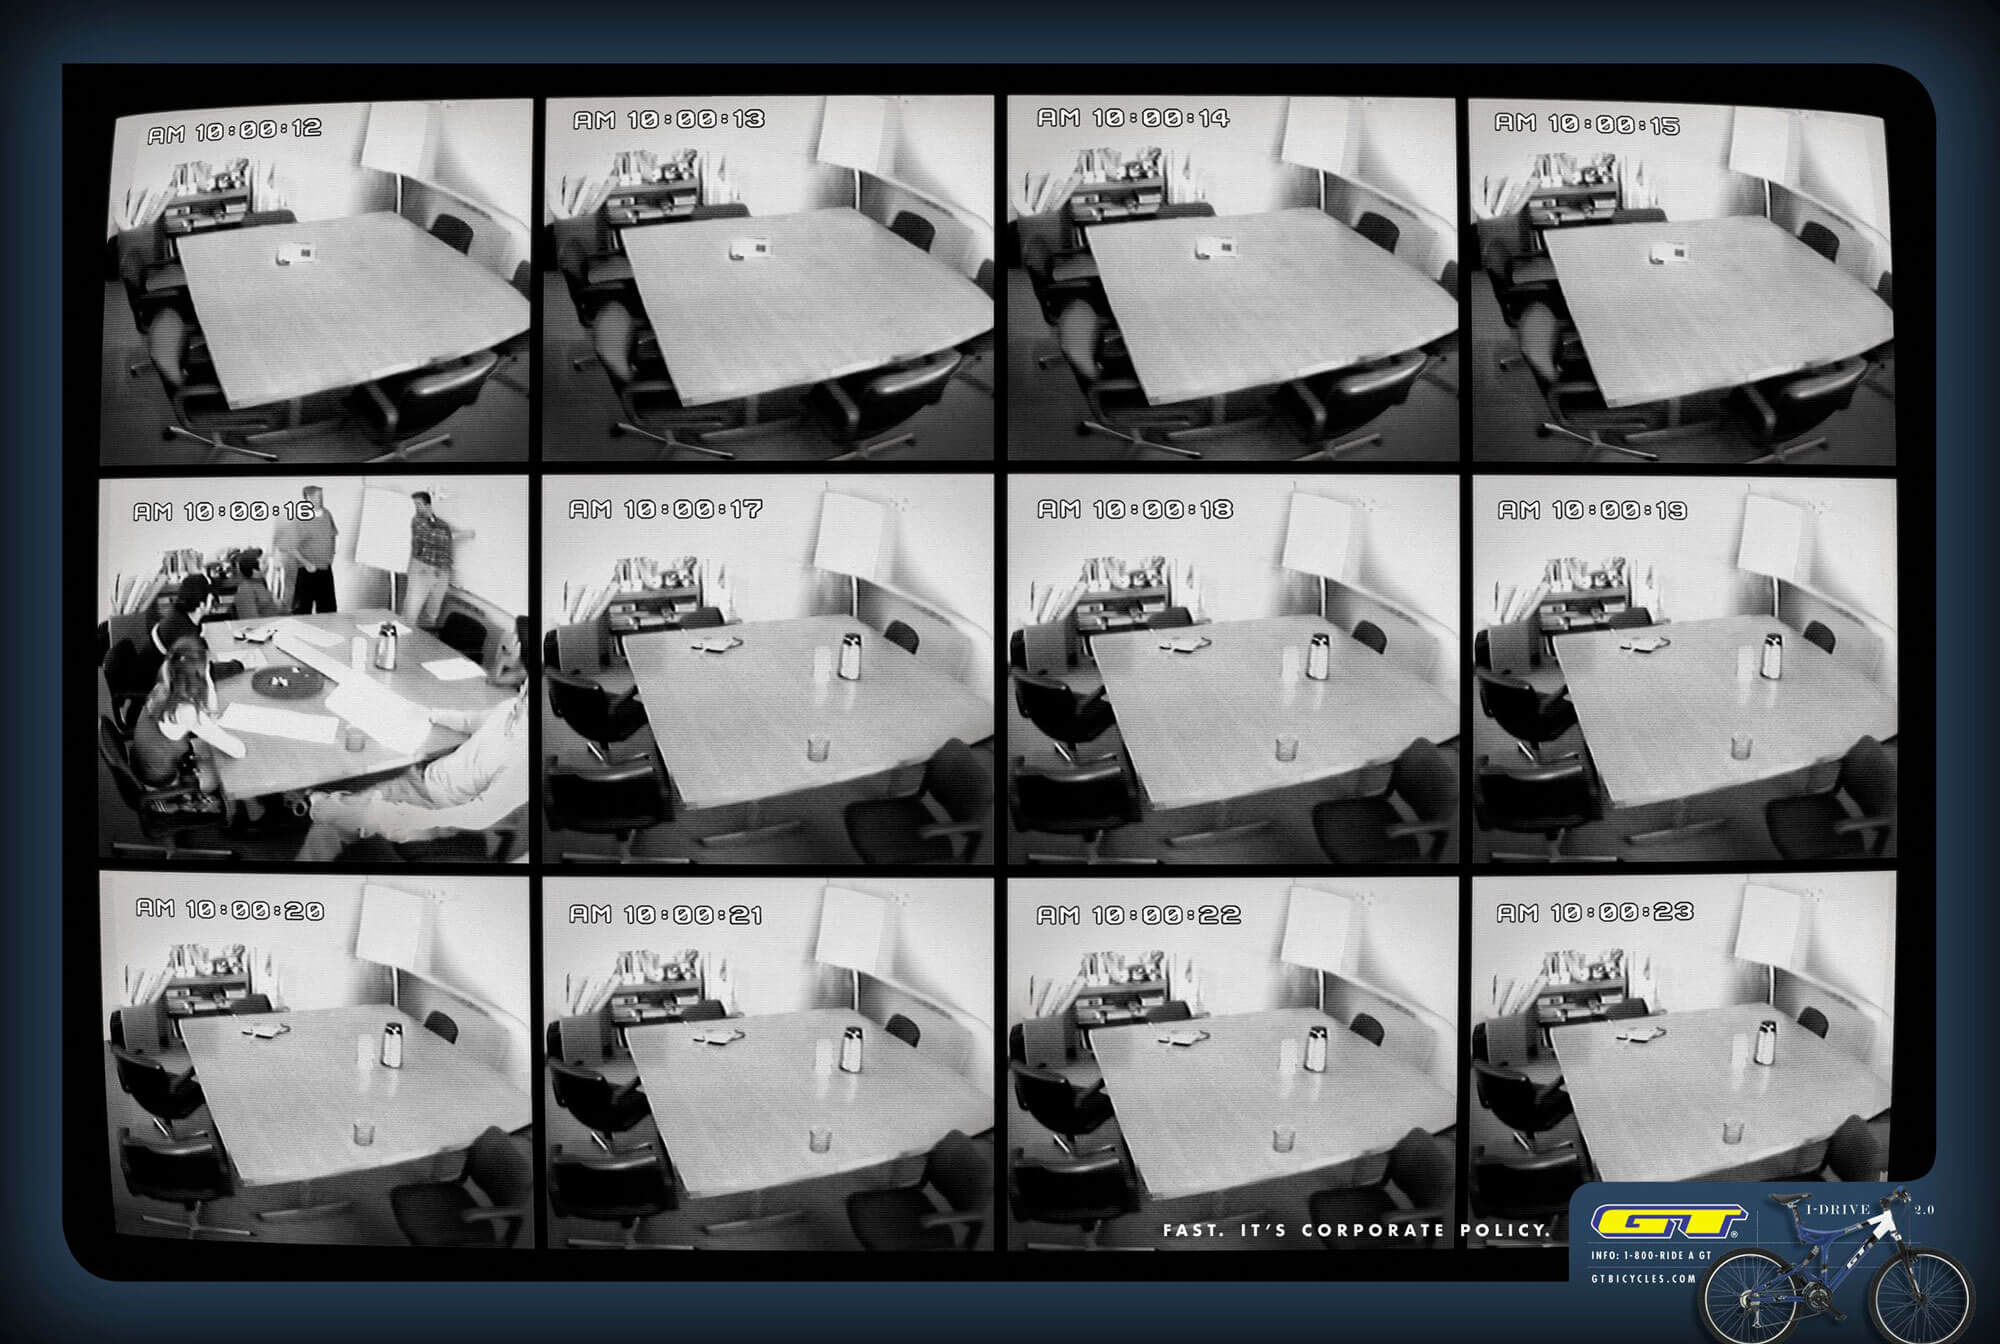 AM 10:00:12
AM 10:00:13
AM 10:00:14
AM 10:00:15
AM 10:00:16
AM 10:00:17
AM 10:00:18
AM 10:00:19
AM 10:00:20
AM 10:00:21
AM 10:00:22
AM 10:00:23
FAST. IT'S CORPORATE POLICY.
GT®
I-DRIVE 2.0
INFO: 1-800-RIDE A GT
GTBICYCLES.COM
GT